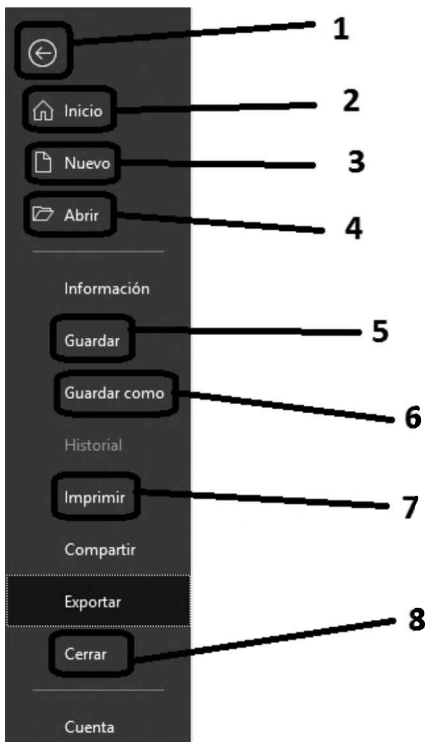 1
Inicio 2
Nuevo 3
Abrir 4
Información
Guardar 5
Guardar como 6
Historial
Imprimir 7
Compartir
Exportar
Cerrar 8
Cuenta